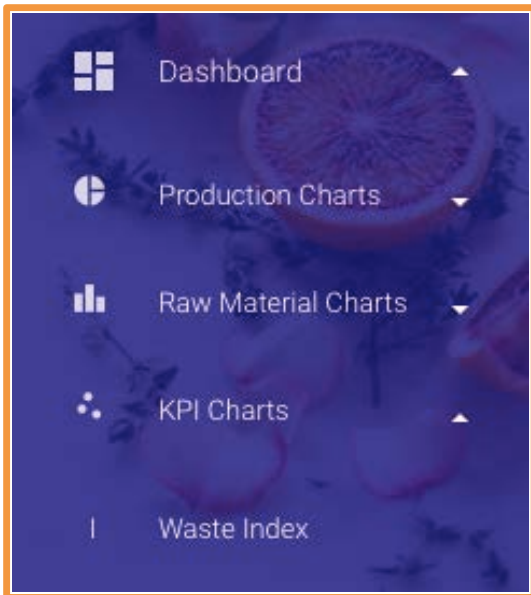 Dashboard
Production Charts
Raw Material Charts
KPI Charts
I Waste Index